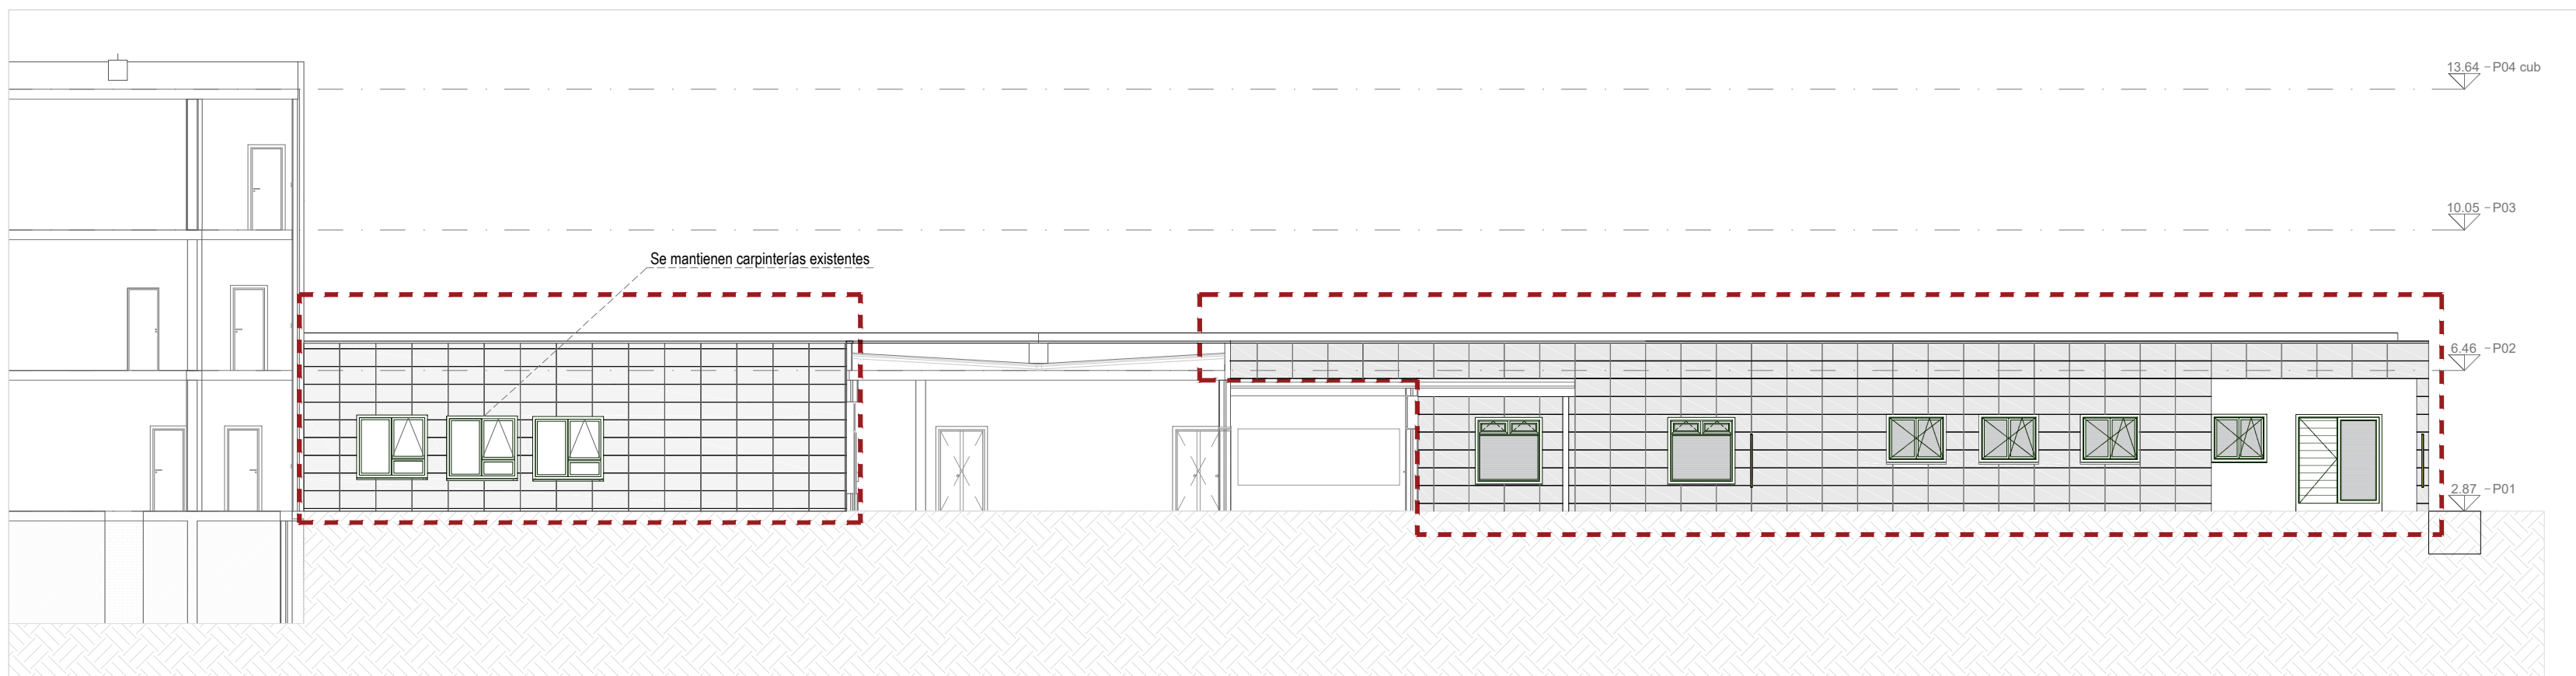 13.64 - P04 cub
10.05 - P03
Se mantienen carpinterías existentes
6.46 - P02
2.87 - P01